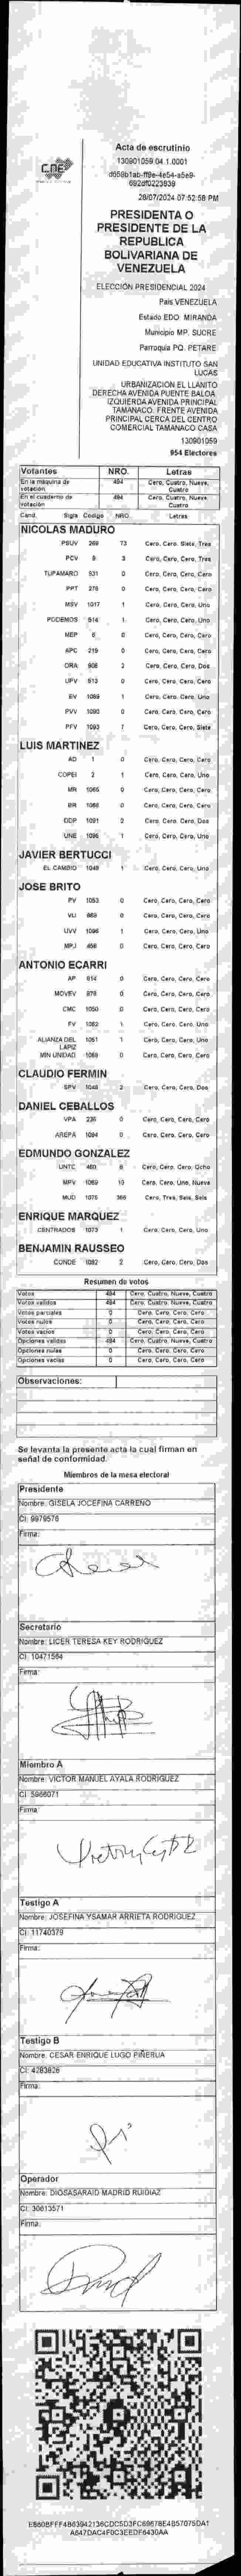 CNE
Acta de escrutinio
130901059.04.1.0001
28/07/2024 07:52:58 PM
PRESIDENTA O
PRESIDENTE DE LA
REPUBLICA
BOLIVARIANA DE
VENEZUELA
ELECCIÓN PRESIDENCIAL 2024
País VENEZUELA
Estado EDO. MIRANDA
Municipio MP. SUCRE
Parroquia PQ. PETARE
UNIDAD EDUCATIVA INSTITUTO SAN
LUCAS
URBANIZACION EL LLANITO
DERECHA AVENIDA PUENTE BALOA.
IZQUIERDA AVENIDA PRINCIPAL
TAMANACO. FRENTE AVENIDA
PRINCIPAL CERCA DEL CENTRO
COMERCIAL TAMANACO CASA
130901059
954 Electores
Votantes NRO. Letras
En la máquina de votación 494 Cero, Cuatro, Nueve, Cuatro
En el cuaderno de votación 494 Cero, Cuatro, Nueve, Cuatro
Cand. Sigla Código NRO. Letras
NICOLAS MADURO
PSUV 269 73 Cero, Cero, Siete, Tres
PCV 9 3 Cero, Cero, Cero, Tres
TUPAMARO 931 0 Cero, Cero, Cero, Cero
PPT 276 0 Cero, Cero, Cero, Cero
MSV 1017 1 Cero, Cero, Cero, Uno
PODEMOS 514 1 Cero, Cero, Cero, Uno
MEP 6 0 Cero, Cero, Cero, Cero
APC 219 0 Cero, Cero, Cero, Cero
ORA 906 2 Cero, Cero, Cero, Dos
UPV 513 0 Cero, Cero, Cero, Cero
EV 1069 1 Cero, Cero, Cero, Uno
PVV 1090 0 Cero, Cero, Cero, Cero
PFV 1093 7 Cero, Cero, Cero, Siete
LUIS MARTINEZ
AD 1 0 Cero, Cero, Cero, Cero
COPEI 2 1 Cero, Cero, Cero, Uno
MR 1065 0 Cero, Cero, Cero, Cero
BR 1088 0 Cero, Cero, Cero, Cero
DDP 1091 2 Cero, Cero, Cero, Dos
UNE 1095 1 Cero, Cero, Cero, Uno
JAVIER BERTUCCI
EL CAMBIO 1049 1 Cero, Cero, Cero, Uno
JOSE BRITO
PV 1053 0 Cero, Cero, Cero, Cero
VU 869 0 Cero, Cero, Cero, Cero
UVV 1096 1 Cero, Cero, Cero, Uno
MPJ 458 0 Cero, Cero, Cero, Cero
ANTONIO ECARRI
AP 914 0 Cero, Cero, Cero, Cero
MOVEV 976 0 Cero, Cero, Cero, Cero
CMC 1050 0 Cero, Cero, Cero, Cero
FV 1052 1 Cero, Cero, Cero, Uno
ALIANZA DEL LAPIZ 1051 1 Cero, Cero, Cero, Uno
MIN UNIDAD 1069 0 Cero, Cero, Cero, Cero
CLAUDIO FERMIN
SPV 1048 2 Cero, Cero, Cero, Dos
DANIEL CEBALLOS
VPA 236 0 Cero, Cero, Cero, Cero
AREPA 1094 0 Cero, Cero, Cero, Cero
EDMUNDO GONZALEZ
UNTC 460 8 Cero, Cero, Cero, Ocho
MPV 1062 19 Cero, Cero, Uno, Nueve
MUD 1075 366 Cero, Tres, Seis, Seis
ENRIQUE MARQUEZ
CENTRADOS 1073 1 Cero, Cero, Cero, Uno
BENJAMIN RAUSSEO
CONDE 1082 2 Cero, Cero, Cero, Dos
Resumen de votos
Votos 494 Cero, Cuatro, Nueve, Cuatro
Votos válidos 494 Cero, Cuatro, Nueve, Cuatro
Votos parciales 0 Cero, Cero, Cero, Cero
Votos nulos 0 Cero, Cero, Cero, Cero
Votos vacíos 0 Cero, Cero, Cero, Cero
Opciones válidas 494 Cero, Cuatro, Nueve, Cuatro
Opciones nulas 0 Cero, Cero, Cero, Cero
Opciones vacías 0 Cero, Cero, Cero, Cero
Observaciones:
Se levanta la presente acta la cual firman en
señal de conformidad.
Miembros de la mesa electoral
Presidente
Nombre: GISELA JOCEFINA CARRENO
CI: 9979576
Firma:
Secretario
Nombre: LICER TERESA KEY RODRIGUEZ
CI: 10471564
Firma:
Miembro A
Nombre: VICTOR MANUEL AYALA RODRIGUEZ
CI: 5966071
Firma:
Testigo A
Nombre: JOSEFINA YSAMAR ARRIETA RODRIGUEZ
CI: 11740379
Firma:
Testigo B
Nombre: CESAR ENRIQUE LUGO PIÑERUA
CI: 4283826
Firma:
Operador
Nombre: DIOSASARAID MADRID RUIDIAZ
CI: 30613571
Firma: